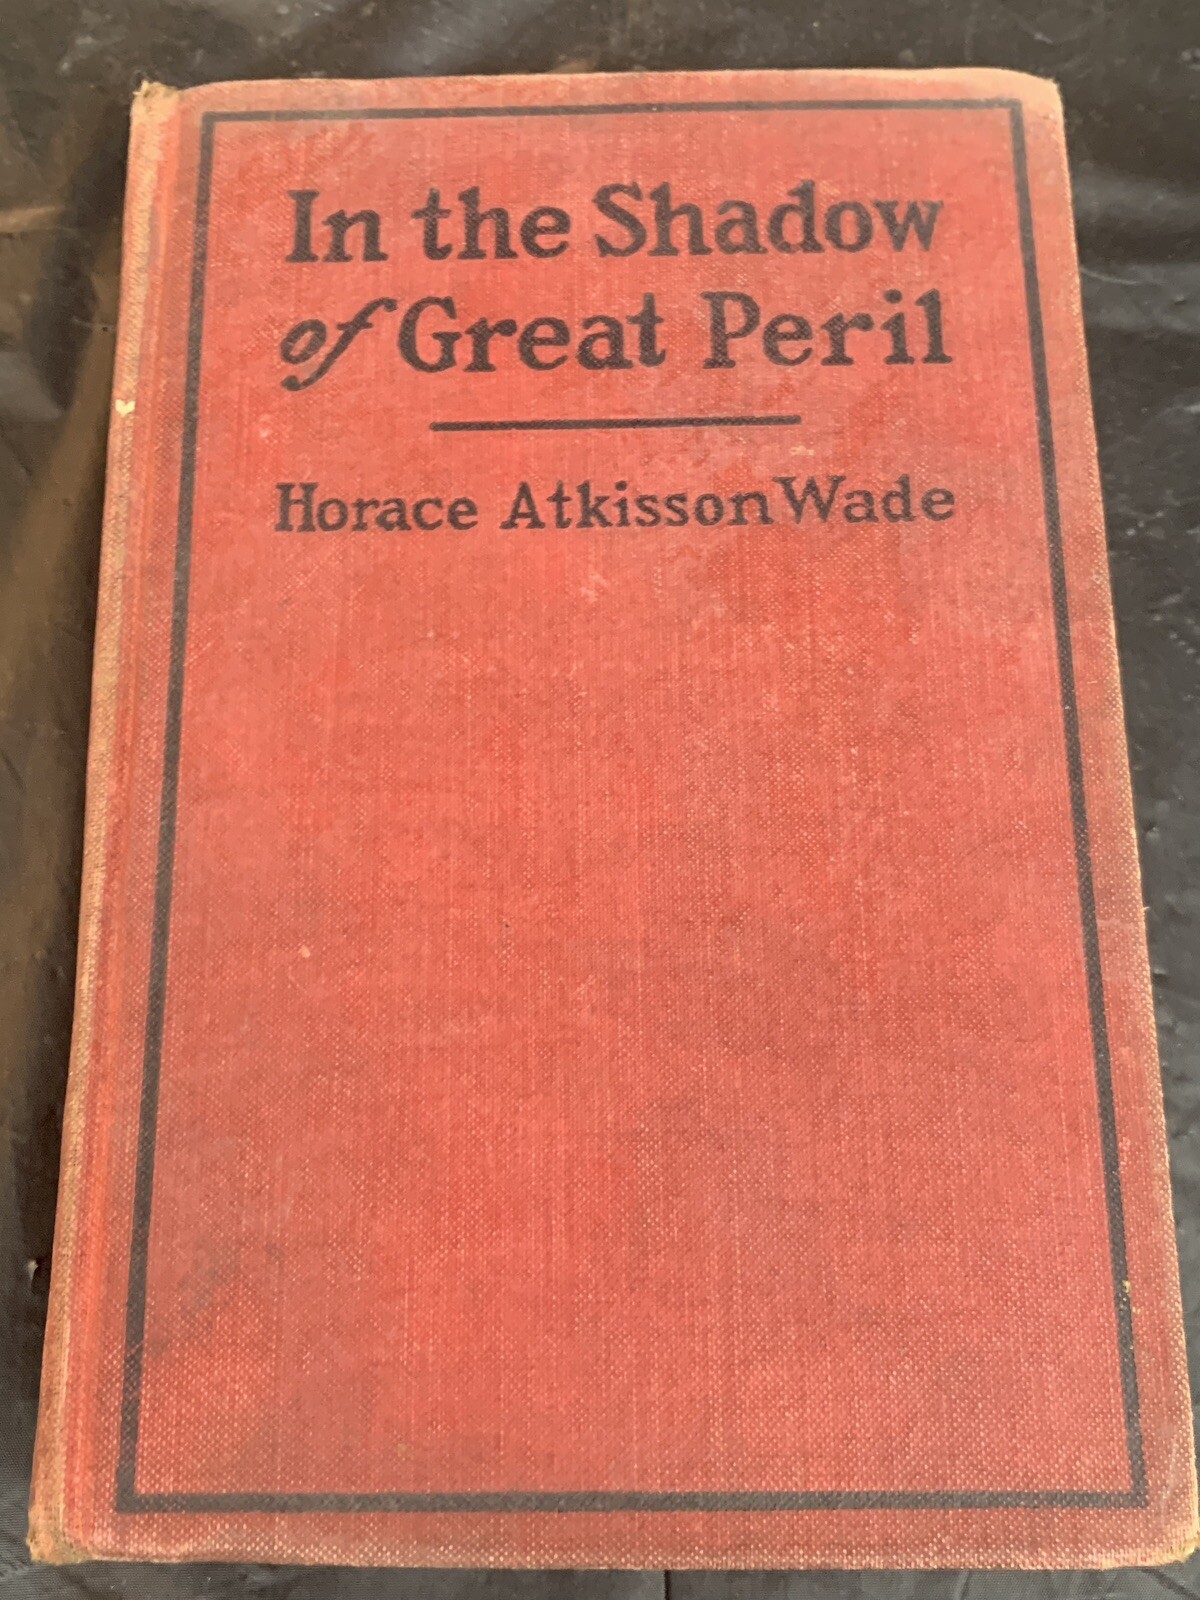 In the Shadow
of Great Peril
Horace Atkisson Wade